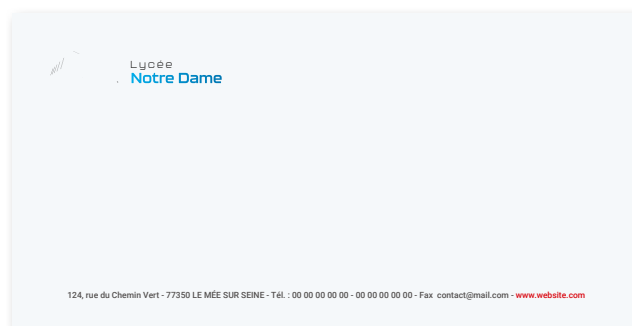 Lycée
Notre Dame
124, rue du Chemin Vert - 77350 LE MÉE SUR SEINE - Tél. : 00 00 00 00 00 - 00 00 00 00 00 - Fax contact@mail.com - www.website.com